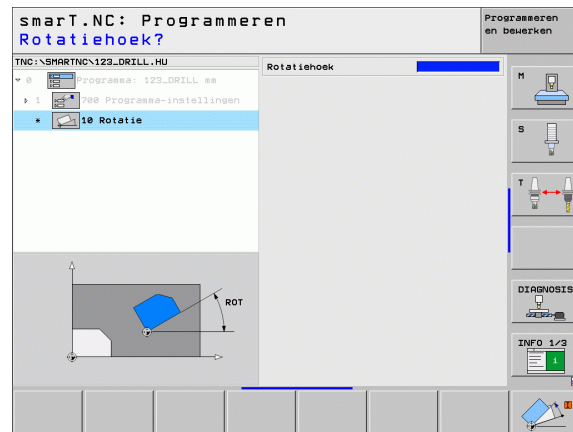 smarT.NC: Programmeren
Rotatiehoek?
Programmeren
en bewerken
TNC:\SMARTNC\123_DRILL.HU
0 Programma: 123_DRILL mm
1 700 Programma-instellingen
* 10 Rotatie
Rotatiehoek
ROT
M
S
T
DIAGNOSIS
INFO 1/3
1